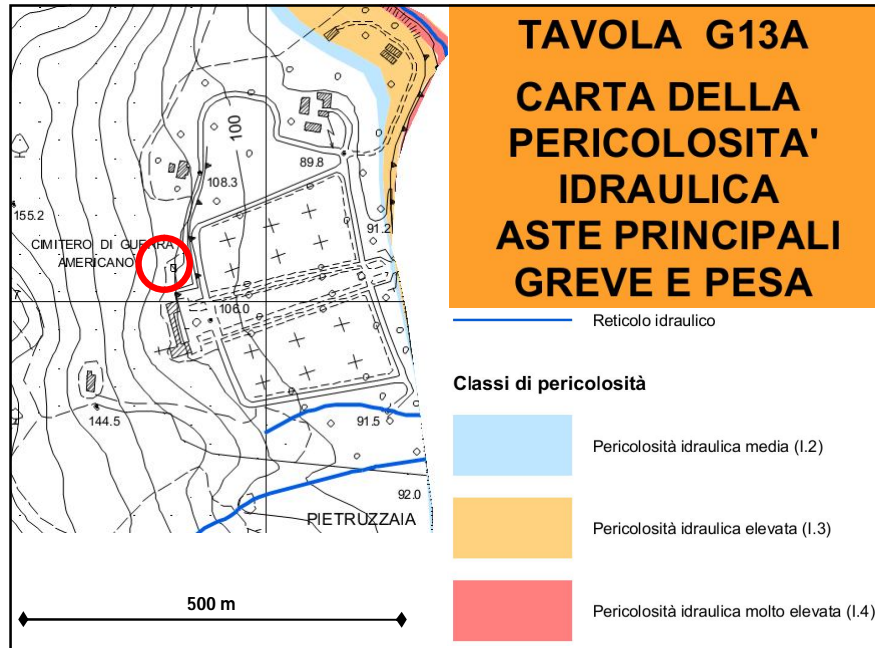 TAVOLA G13A
CARTA DELLA
PERICOLOSITA'
IDRAULICA
ASTE PRINCIPALI
GREVE E PESA
Reticolo idraulico
Classi di pericolosità
Pericolosità idraulica media (I.2)
Pericolosità idraulica elevata (I.3)
Pericolosità idraulica molto elevata (I.4)
100
89.8
108.3
155.2
91.2
CIMITERO DI GUERRA
AMERICANO
106.0
144.5
91.5
92.0
PIETRUZZAIA
500 m